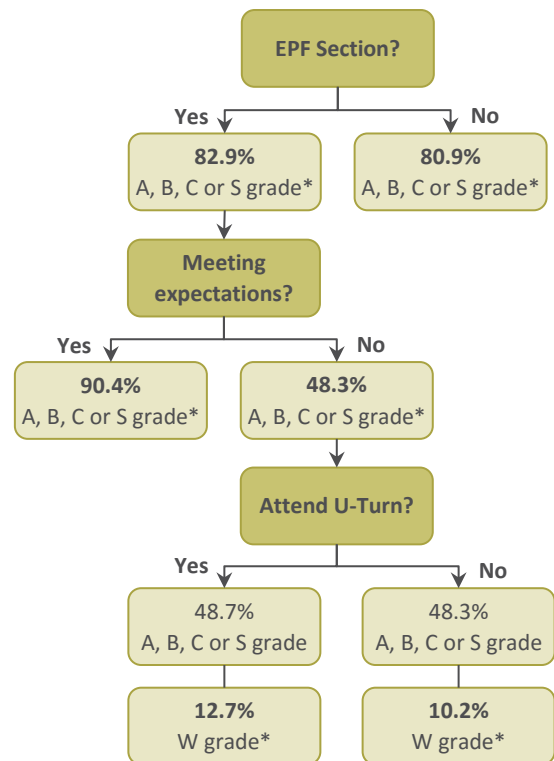 EPF Section?
Yes
No
82.9%
A, B, C or S grade*
80.9%
A, B, C or S grade*
Meeting
expectations?
Yes
No
90.4%
A, B, C or S grade*
48.3%
A, B, C or S grade*
Attend U-Turn?
Yes
No
48.7%
A, B, C or S grade
48.3%
A, B, C or S grade
12.7%
W grade*
10.2%
W grade*